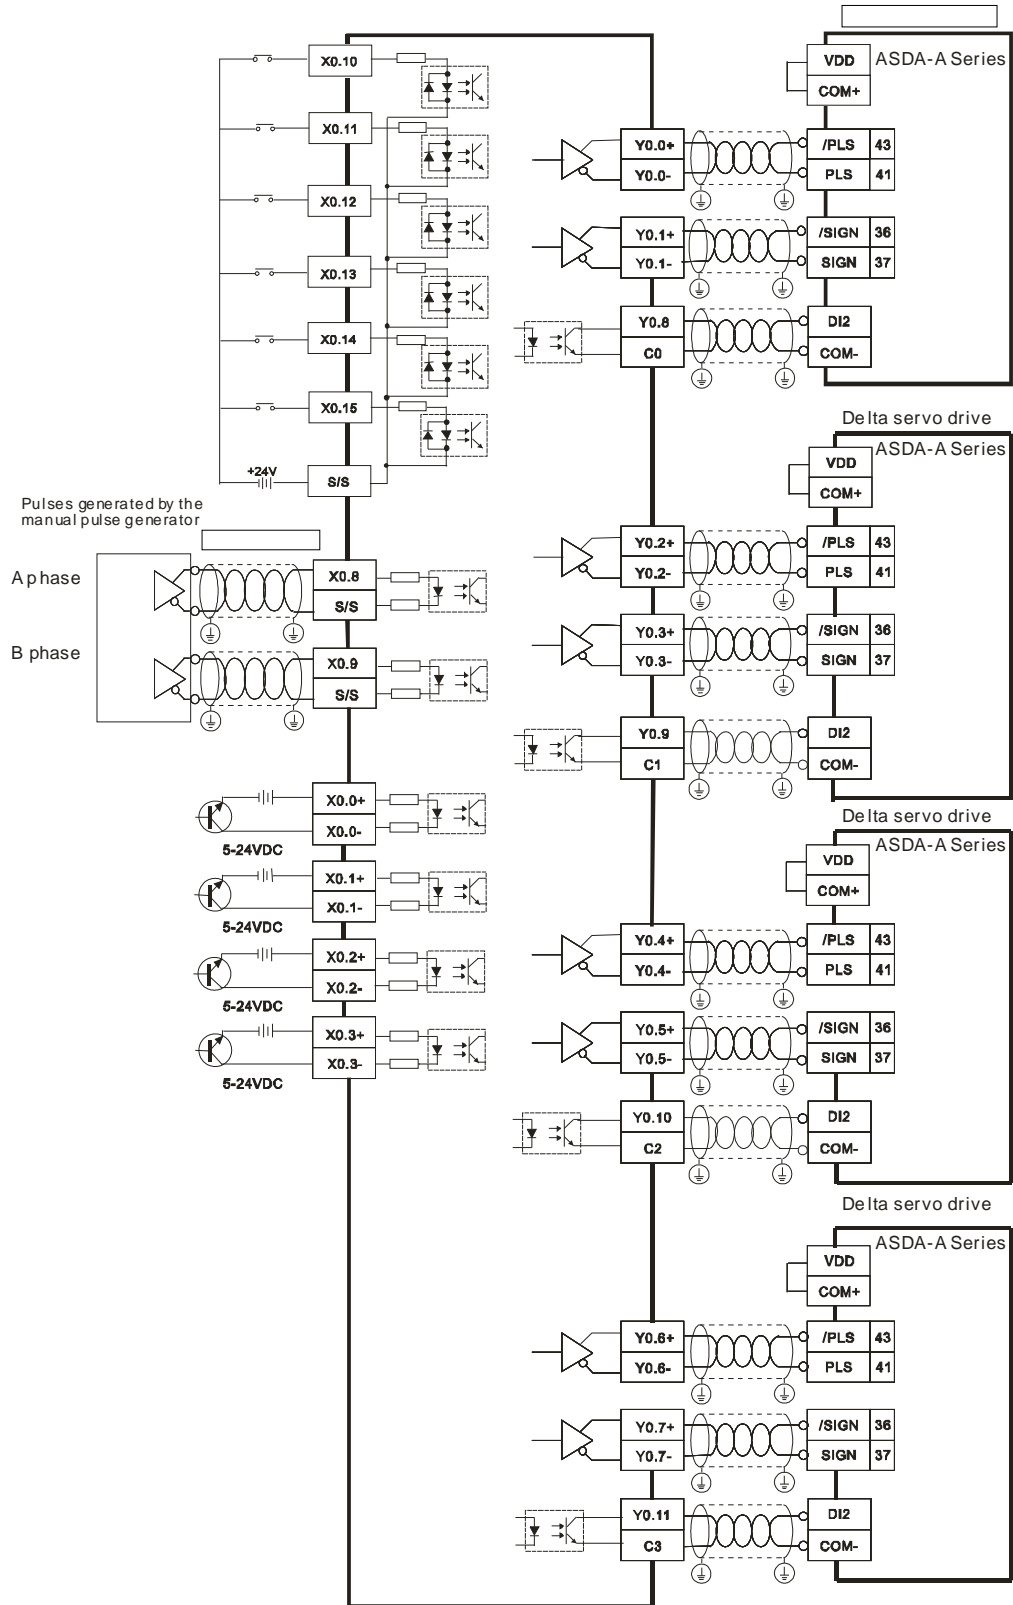 X0.10
X0.11
X0.12
X0.13
X0.14
X0.15
+24V
S/S
Pulses generated by the
manual pulse generator
A phase
X0.8
S/S
B phase
X0.9
S/S
X0.0+
X0.0-
5-24VDC
X0.1+
X0.1-
5-24VDC
X0.2+
X0.2-
5-24VDC
X0.3+
X0.3-
5-24VDC
Y0.0+
Y0.0-
Y0.1+
Y0.1-
Y0.8
C0
VDD
COM+
ASDA-A Series
/PLS 43
PLS 41
/SIGN 36
SIGN 37
DI2
COM-
Delta servo drive
ASDA-A Series
VDD
COM+
Y0.2+
Y0.2-
/PLS 43
PLS 41
Y0.3+
Y0.3-
/SIGN 36
SIGN 37
Y0.9
C1
DI2
COM-
Delta servo drive
ASDA-A Series
VDD
COM+
Y0.4+
Y0.4-
/PLS 43
PLS 41
Y0.5+
Y0.5-
/SIGN 36
SIGN 37
Y0.10
C2
DI2
COM-
Delta servo drive
ASDA-A Series
VDD
COM+
Y0.6+
Y0.6-
/PLS 43
PLS 41
Y0.7+
Y0.7-
/SIGN 36
SIGN 37
Y0.11
C3
DI2
COM-